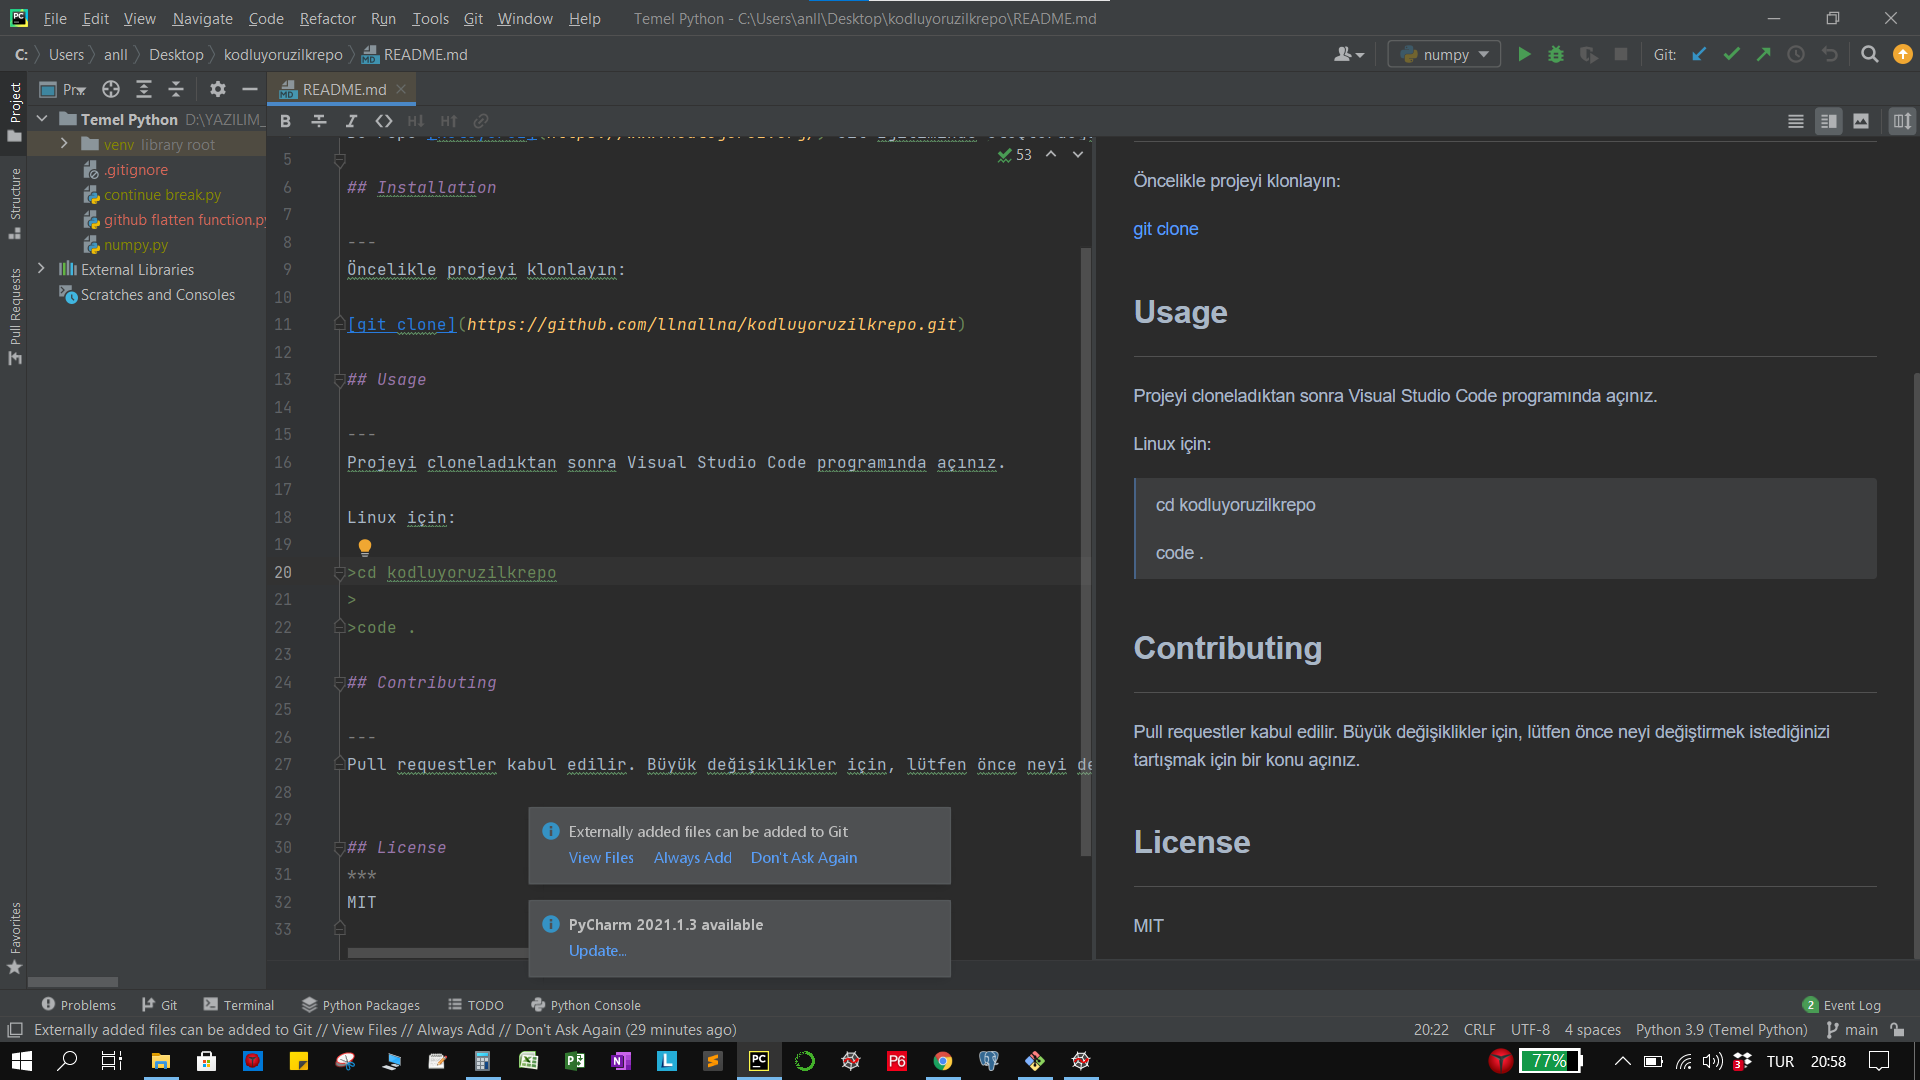 File Edit View Navigate Code Refactor Run Tools Git Window Help Temel Python - C:\Users\anll\Desktop\kodluyoruzilkrepo\README.md
C: Users anll Desktop kodluyoruzilkrepo README.md numpy Git:
Project
Pr...
README.md
Temel Python D:\YAZILIM_
venv library root
.gitignore
continue break.py
github flatten function.py
numpy.py
External Libraries
Scratches and Consoles
Structure
Pull Requests
Favorites
53
5
6 ## Installation
7
8 ---
9 Öncelikle projeyi klonlayın:
10
11 [git clone](https://github.com/llnallna/kodluyoruzilkrepo.git)
12
13 ## Usage
14
15 ---
16 Projeyi cloneladıktan sonra Visual Studio Code programında açınız.
17
18 Linux için:
19
20 >cd kodluyoruzilkrepo
21 >
22 >code .
23
24 ## Contributing
25
26 ---
27 Pull requestler kabul edilir. Büyük değişiklikler için, lütfen önce neyi de
28
29
30 ## License
31 ***
32 MIT
33
Öncelikle projeyi klonlayın:
git clone
Usage
Projeyi cloneladıktan sonra Visual Studio Code programında açınız.
Linux için:
cd kodluyoruzilkrepo
code .
Contributing
Pull requestler kabul edilir. Büyük değişiklikler için, lütfen önce neyi değiştirmek istediğinizi
tartışmak için bir konu açınız.
License
MIT
Externally added files can be added to Git
View Files Always Add Don't Ask Again
PyCharm 2021.1.3 available
Update...
Problems Git Terminal Python Packages TODO Python Console 2 Event Log
Externally added files can be added to Git // View Files // Always Add // Don't Ask Again (29 minutes ago) 20:22 CRLF UTF-8 4 spaces Python 3.9 (Temel Python) main
77% TUR 20:58